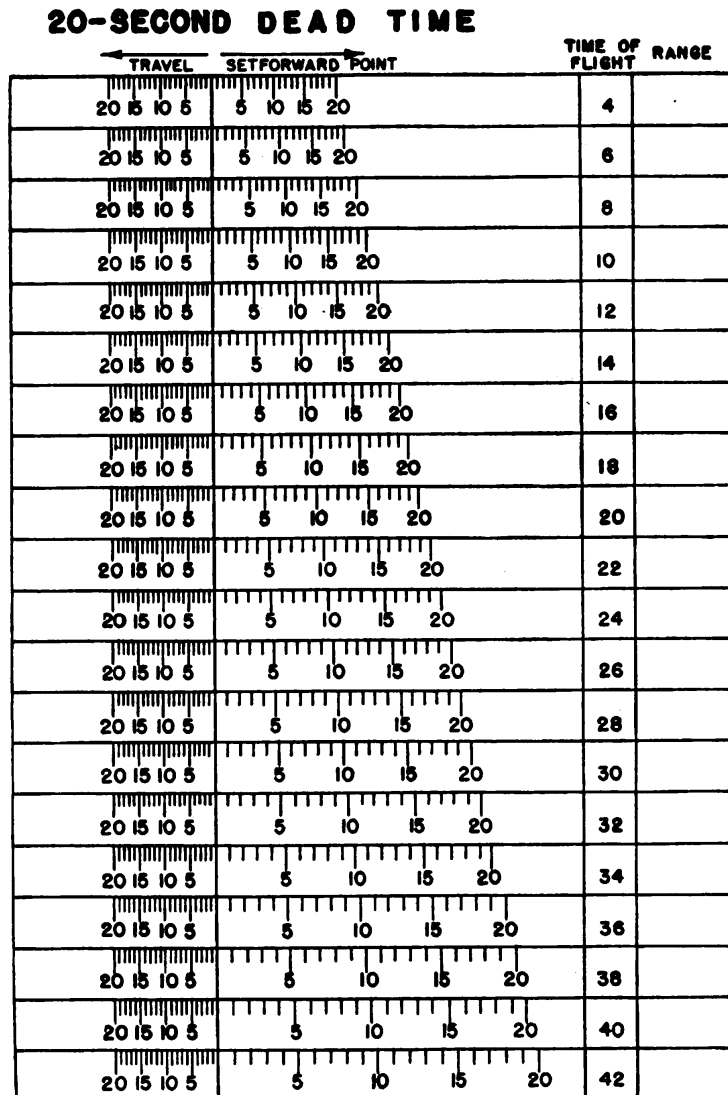 20-SECOND DEAD TIME
TRAVEL SETFORWARD POINT TIME OF FLIGHT RANGE
20 15 10 5 5 10 15 20 4
20 15 10 5 5 10 15 20 6
20 15 10 5 5 10 15 20 8
20 15 10 5 5 10 15 20 10
20 15 10 5 5 10 15 20 12
20 15 10 5 5 10 15 20 14
20 15 10 5 5 10 15 20 16
20 15 10 5 5 10 15 20 18
20 15 10 5 5 10 15 20 20
20 15 10 5 5 10 15 20 22
20 15 10 5 5 10 15 20 24
20 15 10 5 5 10 15 20 26
20 15 10 5 5 10 15 20 28
20 15 10 5 5 10 15 20 30
20 15 10 5 5 10 15 20 32
20 15 10 5 5 10 15 20 34
20 15 10 5 5 10 15 20 36
20 15 10 5 5 10 15 20 38
20 15 10 5 5 10 15 20 40
20 15 10 5 5 10 15 20 42